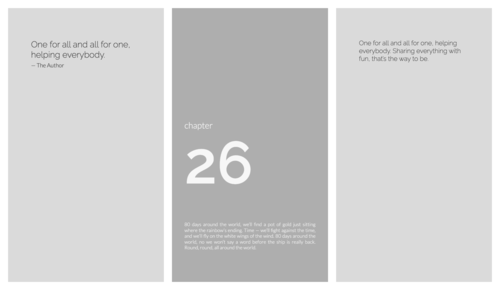 One for all and all for one,
helping everybody.
— The Author
chapter
26
80 days around the world, we'll find a pot of gold just sitting
where the rainbow's ending. Time — we'll fight against the time,
and we'll fly on the white wings of the wind. 80 days around the
world, no we won't say a word before the ship is really back.
Round, round, all around the world.
One for all and all for one, helping
everybody. Sharing everything with
fun, that's the way to be.